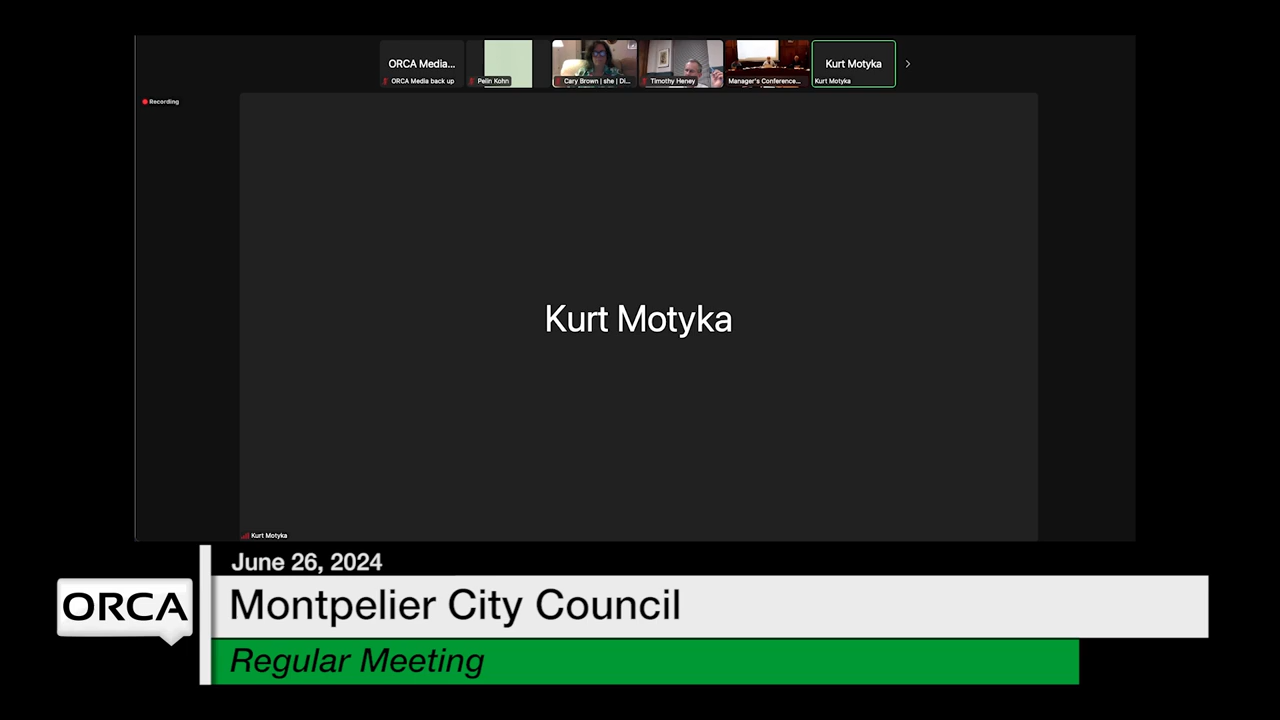 ORCA Media...
Kurt Motyka
ORCA Media back up
Pelin Kohn
Cary Brown | she | Di...
Timothy Heney
Manager's Conference...
Kurt Motyka
Recording
Kurt Motyka
Kurt Motyka
June 26, 2024
ORCA
Montpelier City Council
Regular Meeting